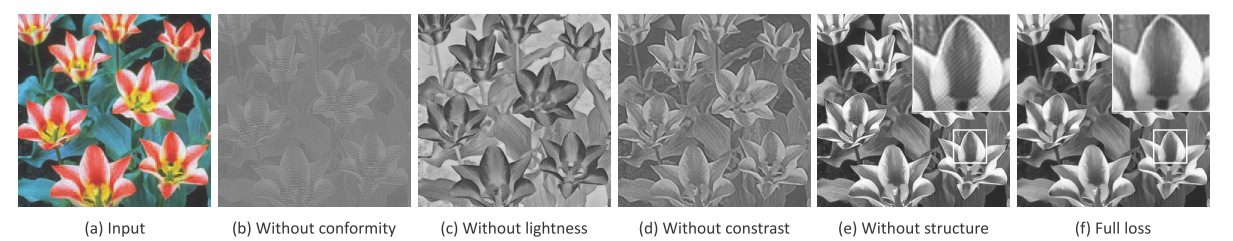 (a) Input
(b) Without conformity
(c) Without lightness
(d) Without constrast
(e) Without structure
(f) Full loss